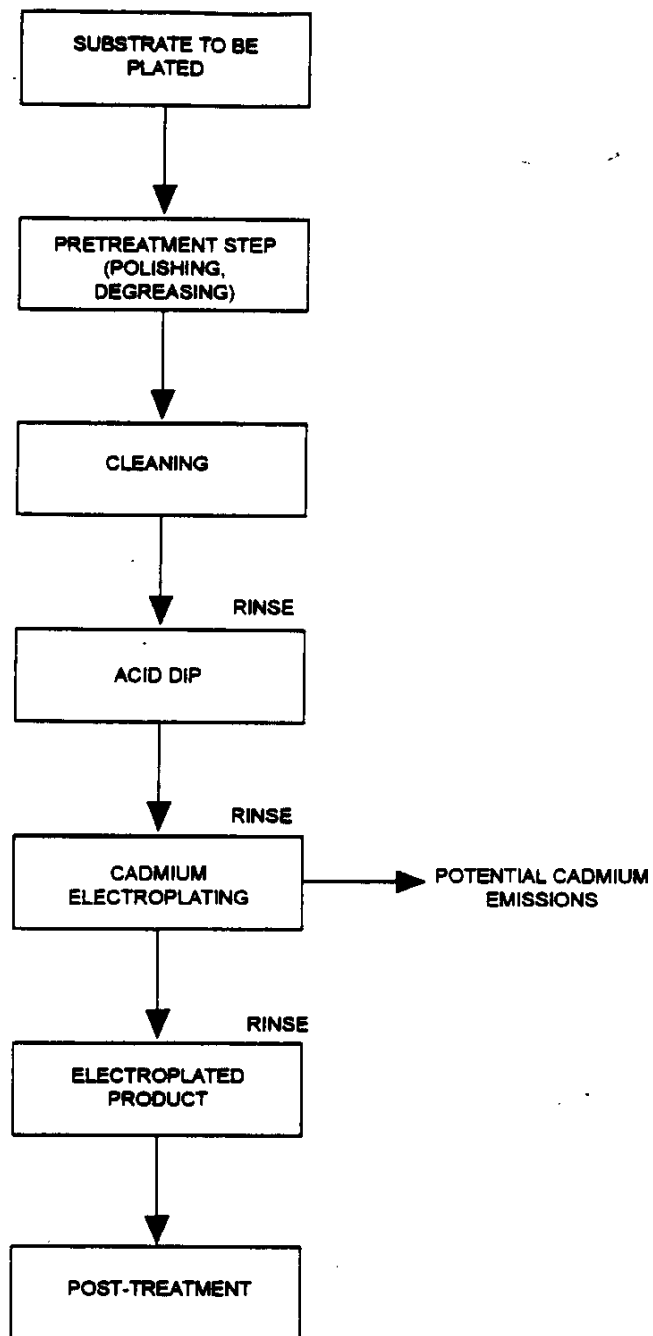 SUBSTRATE TO BE
PLATED
PRETREATMENT STEP
(POLISHING,
DEGREASING)
CLEANING
RINSE
ACID DIP
RINSE
CADMIUM
ELECTROPLATING
POTENTIAL CADMIUM
EMISSIONS
RINSE
ELECTROPLATED
PRODUCT
POST-TREATMENT